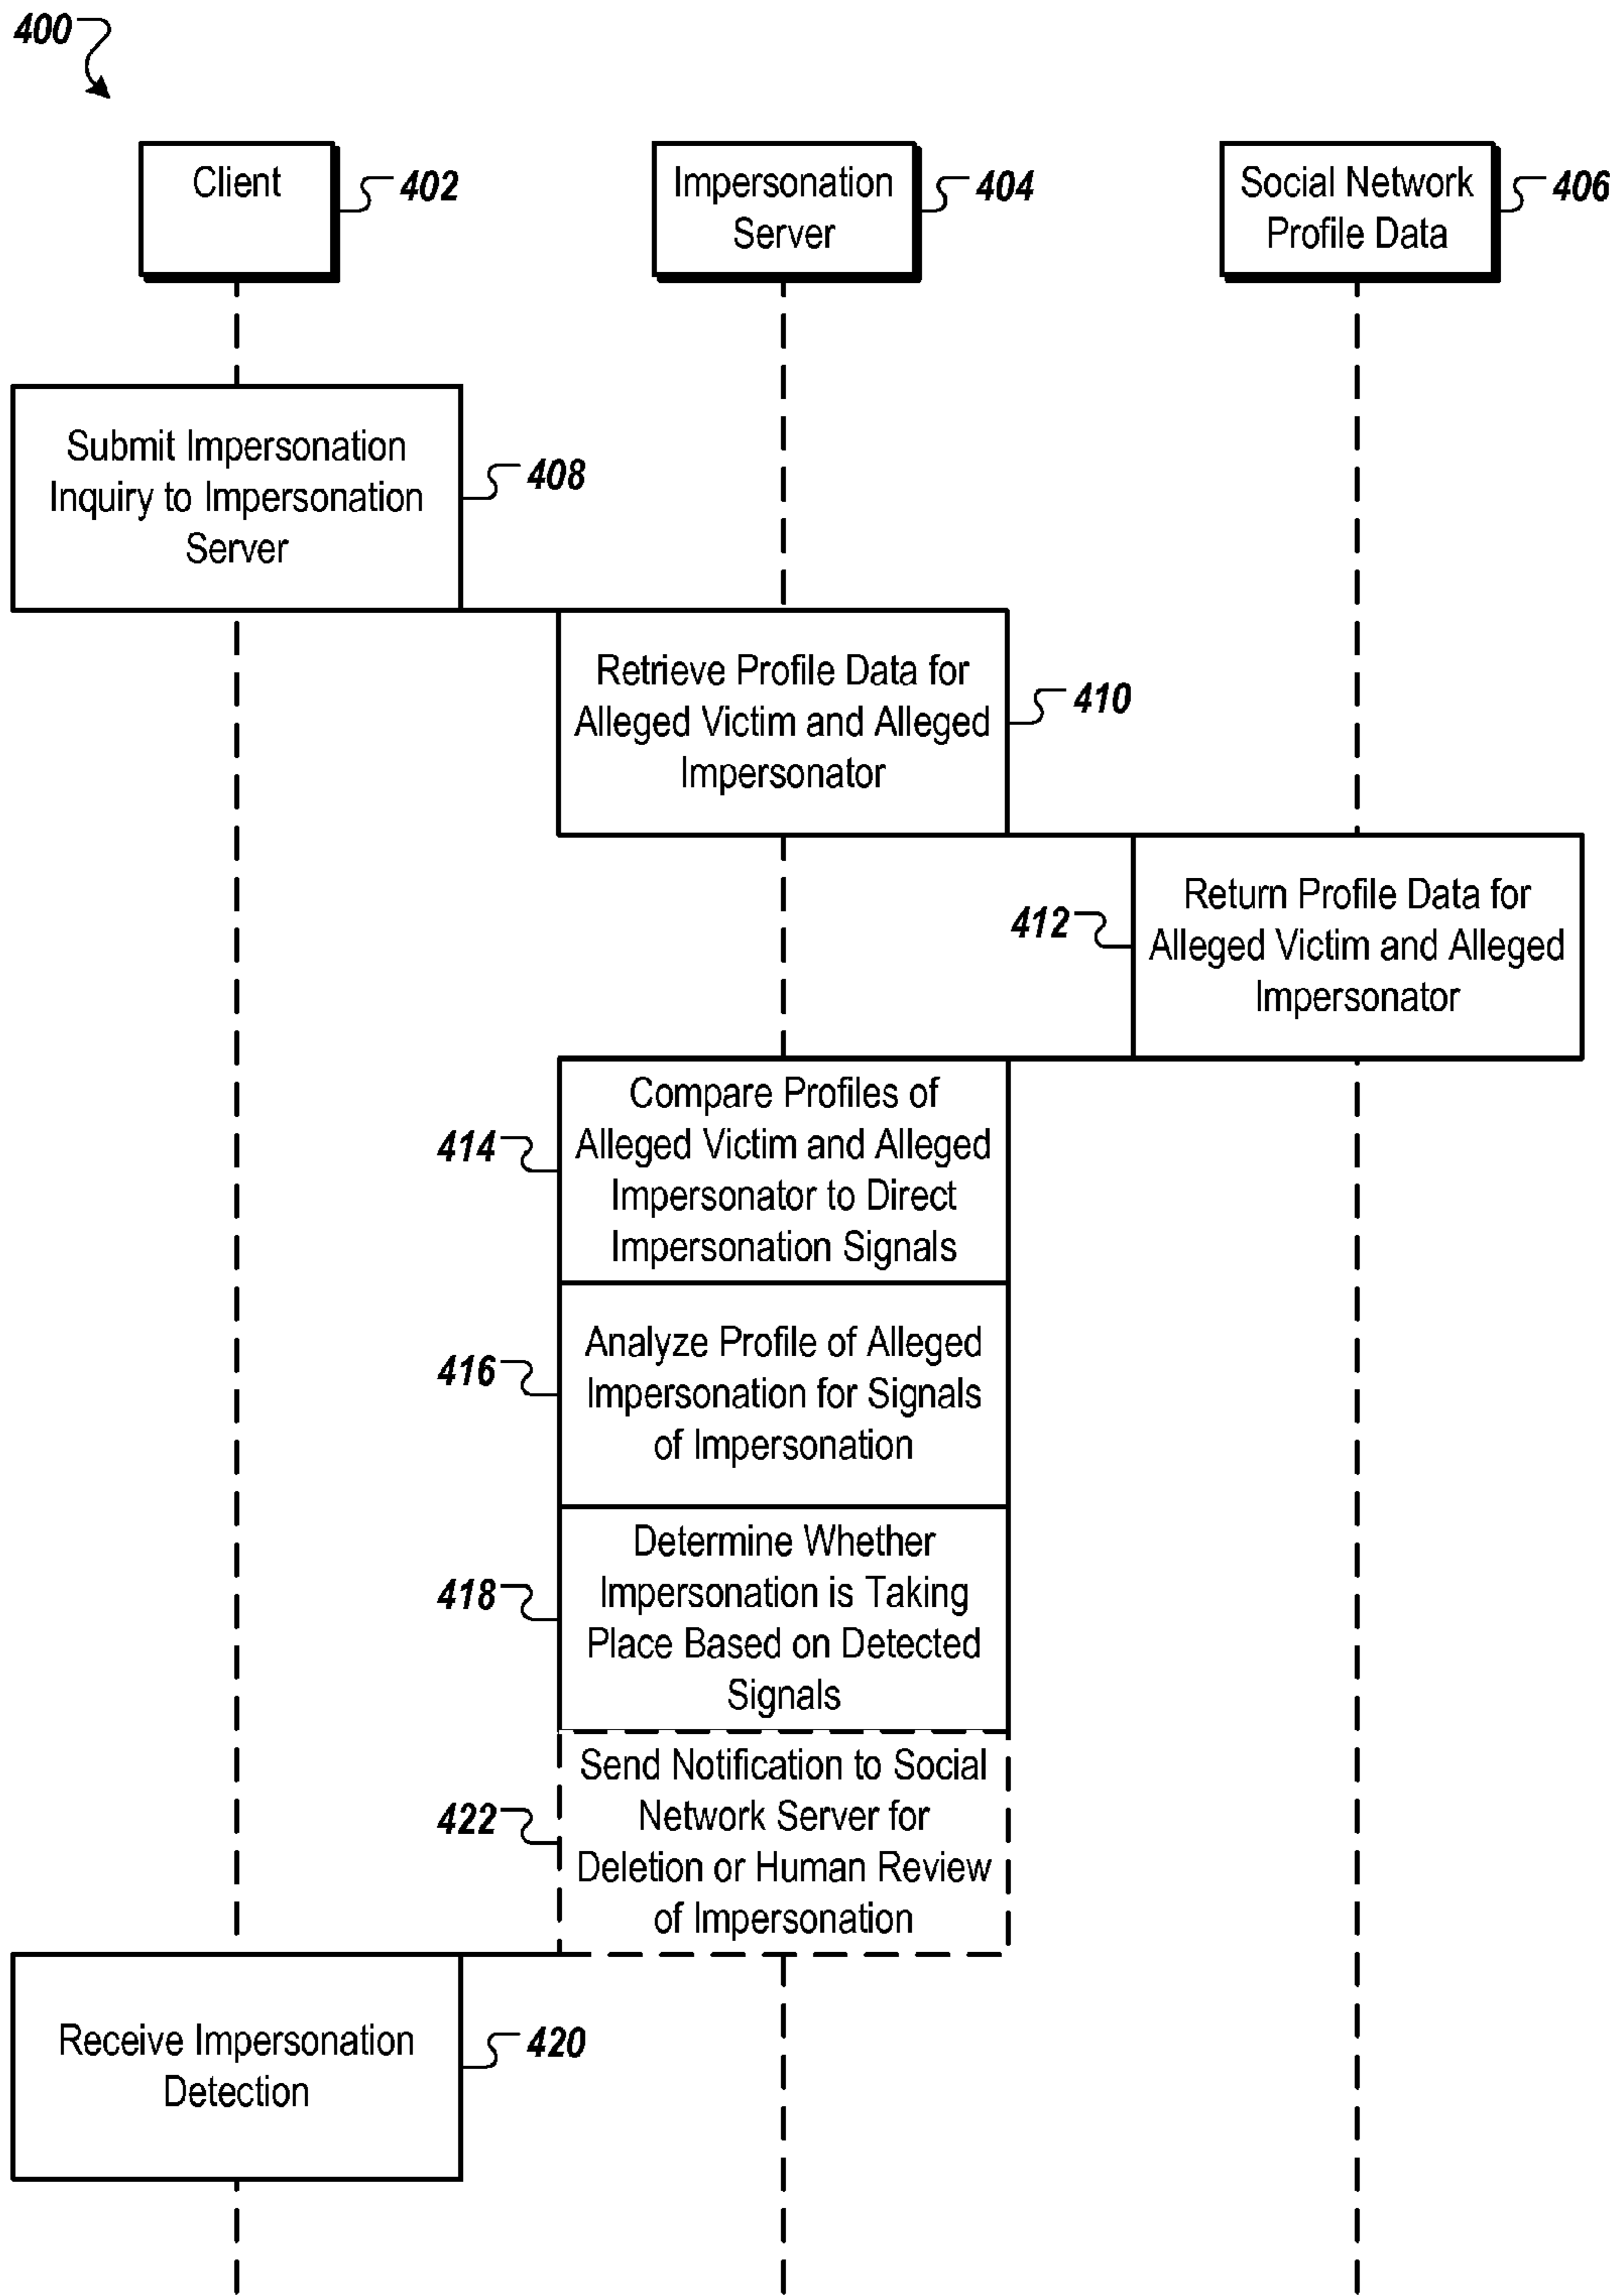 400
Client
402
Impersonation
Server
404
Social Network
Profile Data
406
Submit Impersonation
Inquiry to Impersonation
Server
408
Retrieve Profile Data for
Alleged Victim and Alleged
Impersonator
410
412
Return Profile Data for
Alleged Victim and Alleged
Impersonator
414
Compare Profiles of
Alleged Victim and Alleged
Impersonator to Direct
Impersonation Signals
416
Analyze Profile of Alleged
Impersonation for Signals
of Impersonation
418
Determine Whether
Impersonation is Taking
Place Based on Detected
Signals
422
Send Notification to Social
Network Server for
Deletion or Human Review
of Impersonation
Receive Impersonation
Detection
420